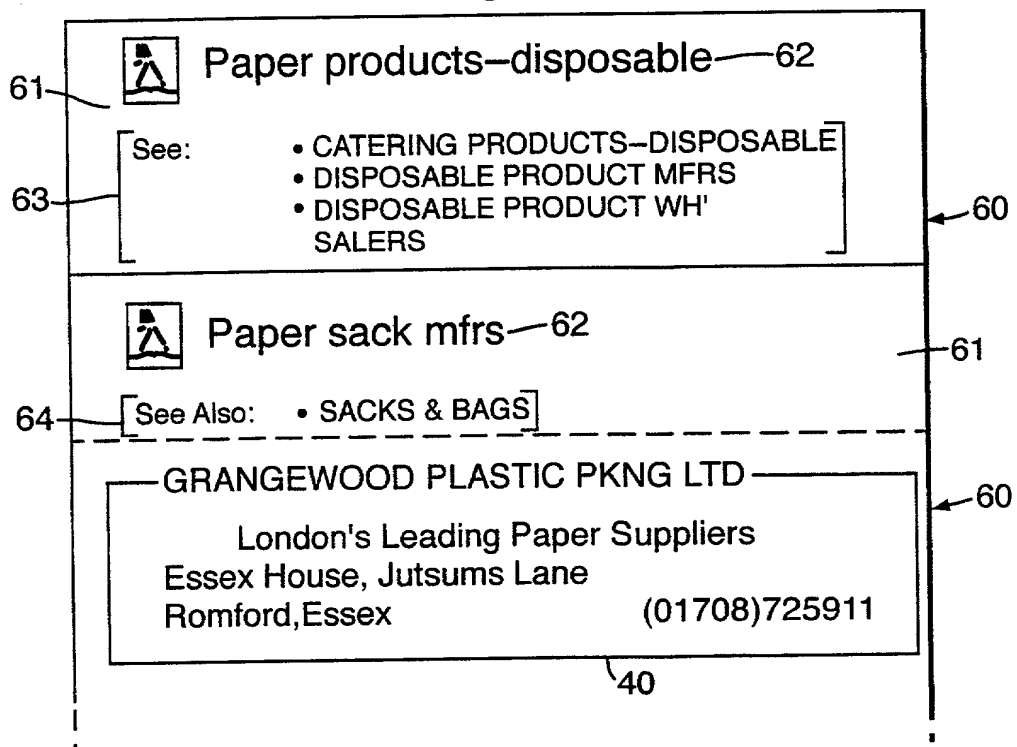 Paper products–disposable 62
61
See: • CATERING PRODUCTS–DISPOSABLE
63 • DISPOSABLE PRODUCT MFRS
• DISPOSABLE PRODUCT WH'
SALERS
60
Paper sack mfrs 62
61
64 See Also: • SACKS & BAGS
GRANGEWOOD PLASTIC PKNG LTD
60
London's Leading Paper Suppliers
Essex House, Jutsums Lane
Romford,Essex (01708)725911
40